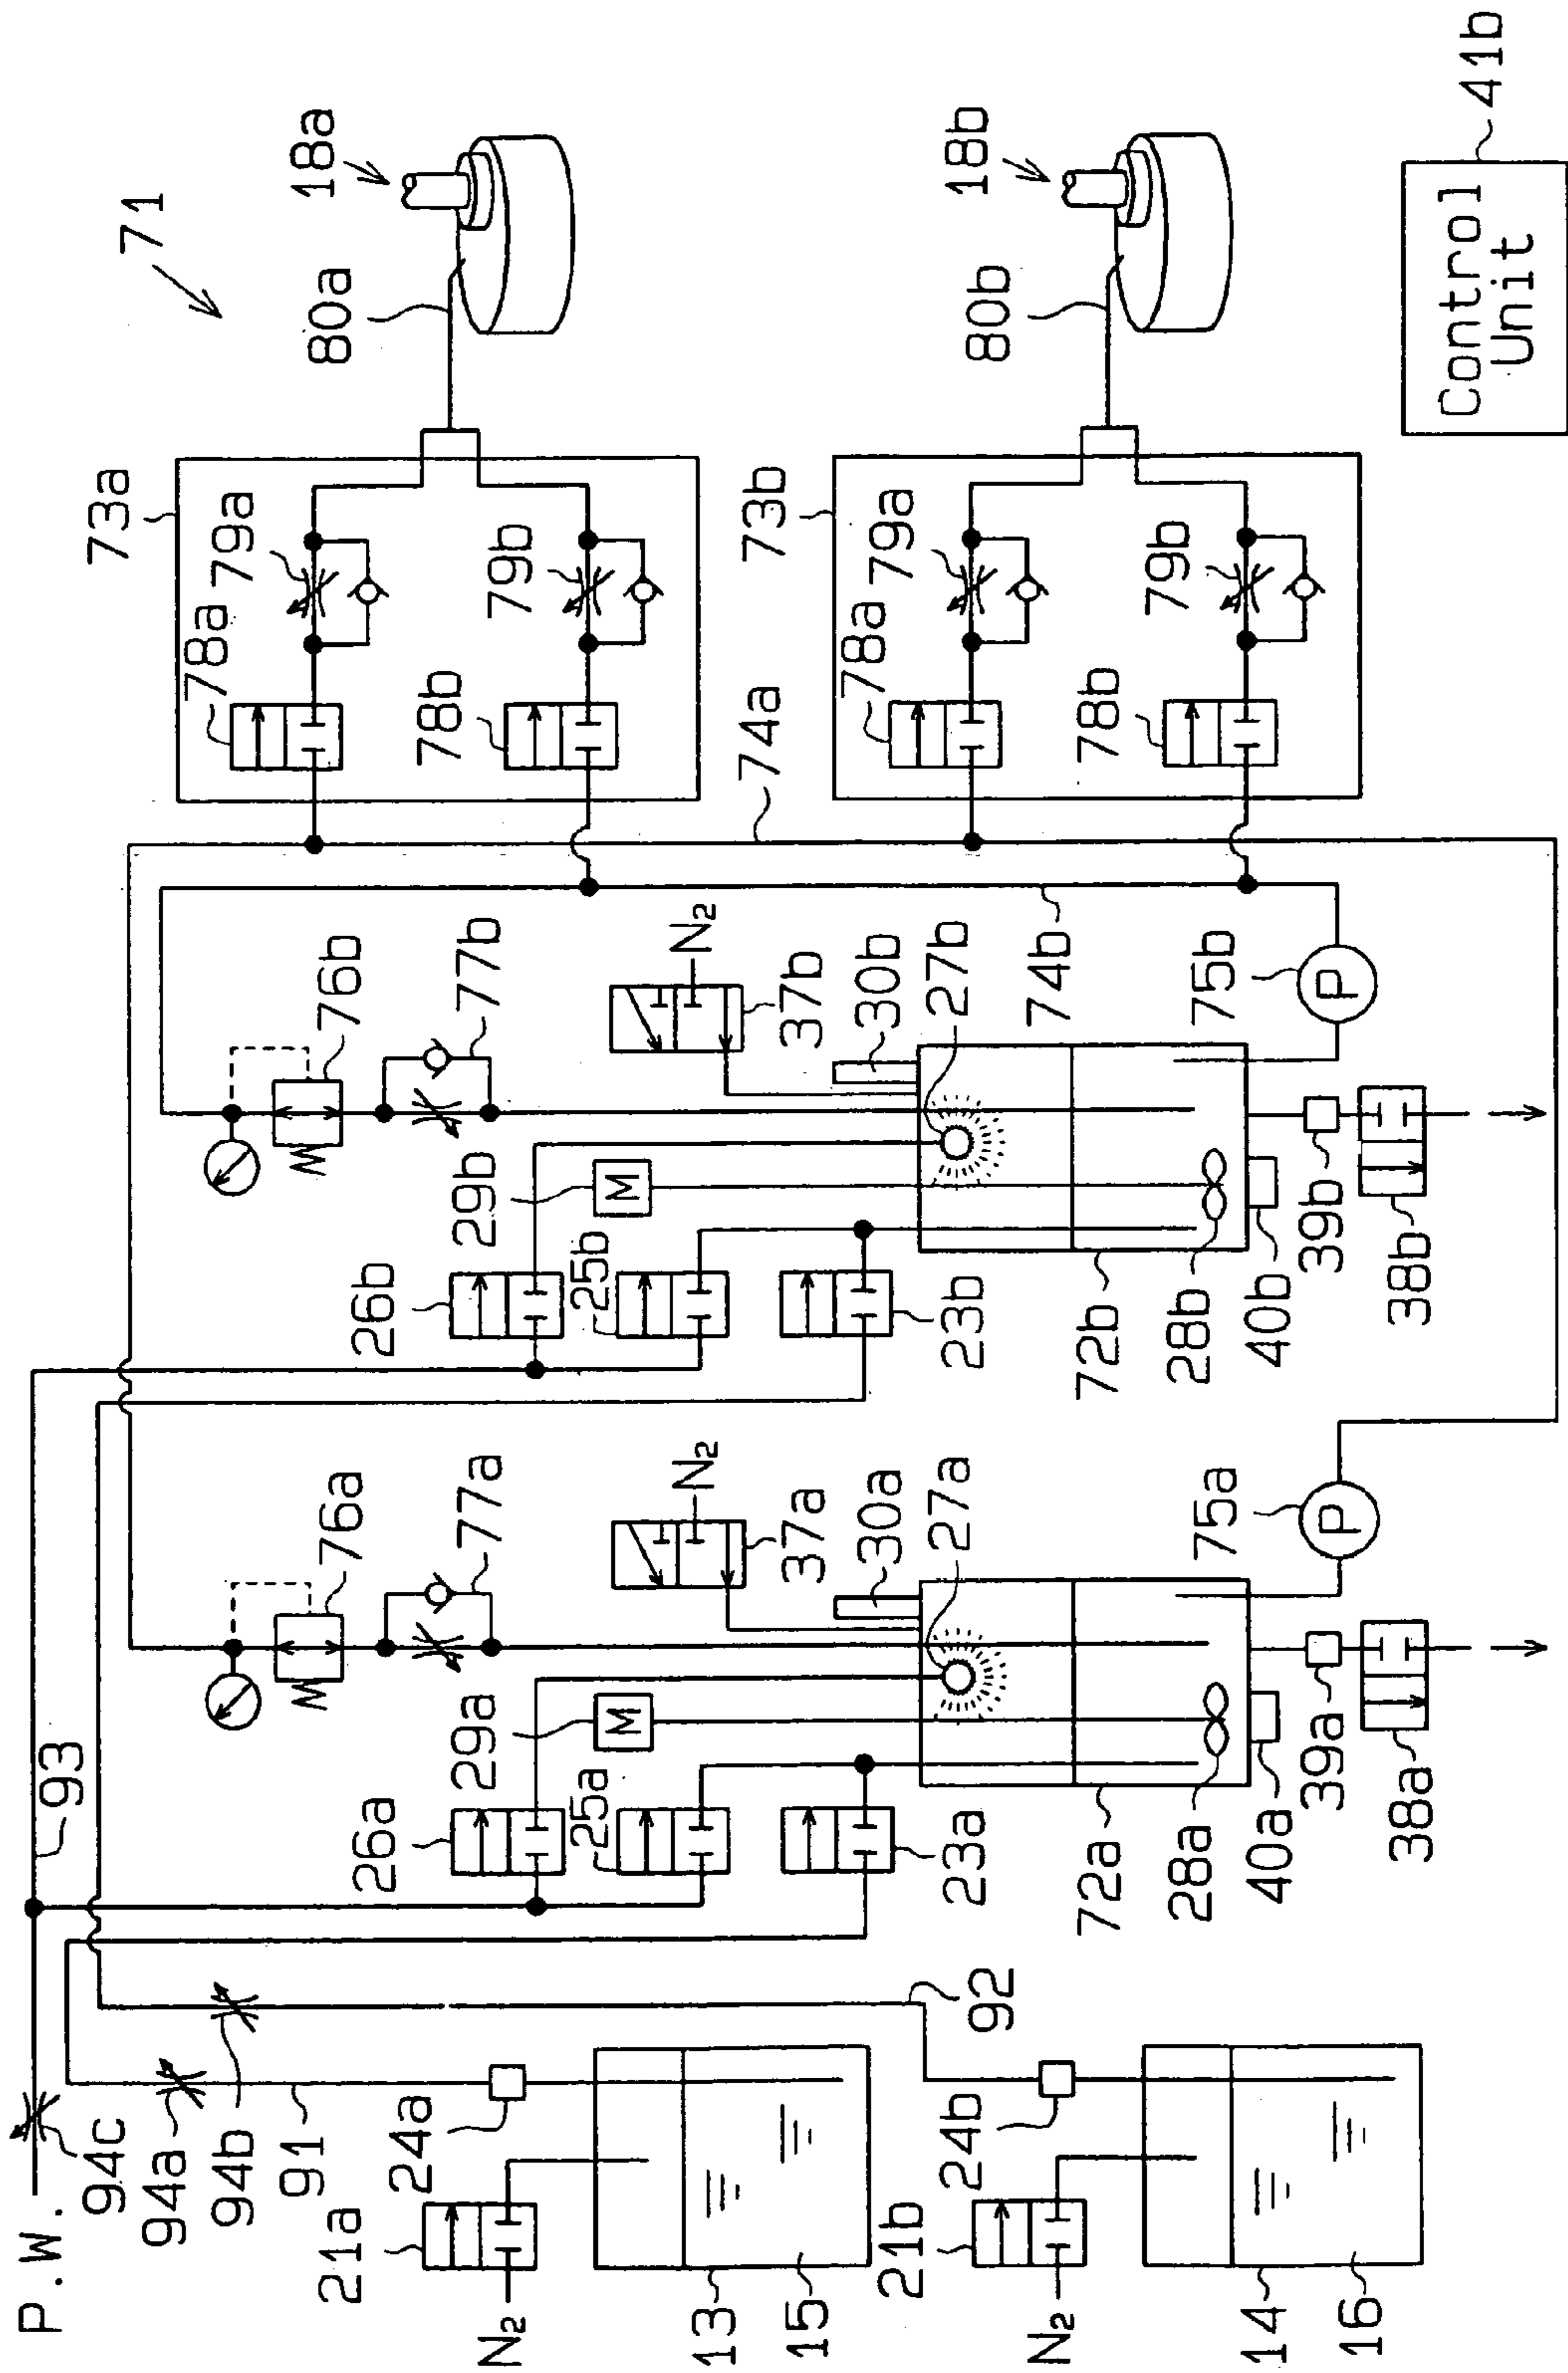 71
18a
80a
73a
79a
78a
79b
78b
18b
80b
73b
79a
78a
79b
78b
Control
Unit
41b
74a
74b
76b
77b
N2
37b
30b
27b
75b
29b
26b
25b
23b
72b
28b
40b
39b
38b
76a
77a
N2
37a
30a
27a
75a
P
P
M
M
93
29a
26a
25a
23a
72a
28a
40a
39a
38a
92
P.W.
94c
94a
94b
91
24a
21a
N2
13
15
24b
21b
N2
14
16